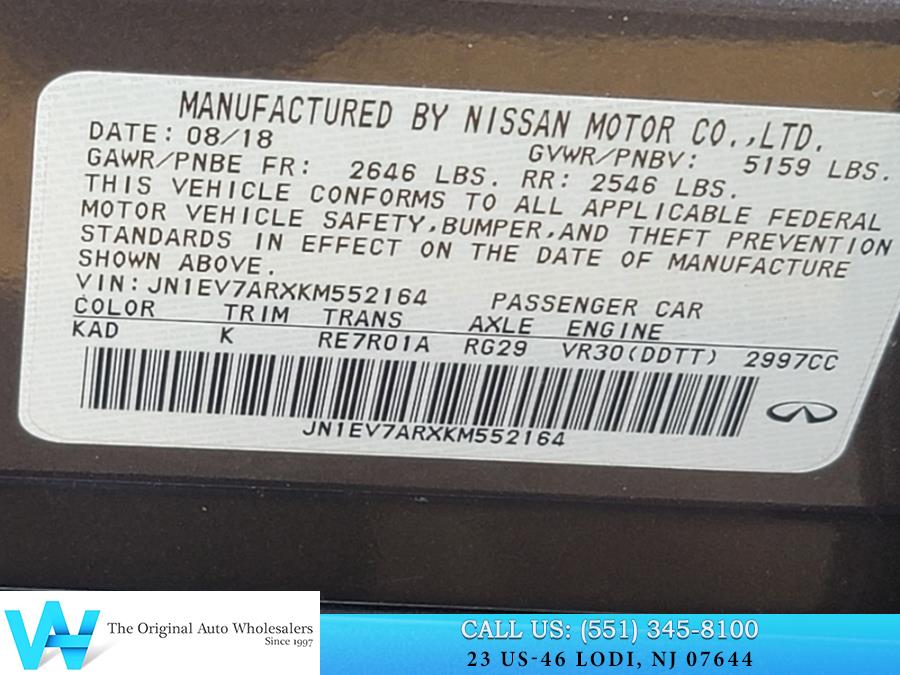 MANUFACTURED BY NISSAN MOTOR CO.,LTD.
DATE: 08/18 GVWR/PNBV: 5159 LBS.
GAWR/PNBE FR: 2646 LBS. RR: 2546 LBS.
THIS VEHICLE CONFORMS TO ALL APPLICABLE FEDERAL
MOTOR VEHICLE SAFETY,BUMPER,AND THEFT PREVENTION
STANDARDS IN EFFECT ON THE DATE OF MANUFACTURE
SHOWN ABOVE.
VIN:JN1EV7ARXKM552164 PASSENGER CAR
COLOR TRIM TRANS AXLE ENGINE
KAD K RE7R01A RG29 VR30(DDTT) 2997CC
JN1EV7ARXKM552164
The Original Auto Wholesalers
Since 1997
CALL US: (551) 345-8100
23 US-46 LODI, NJ 07644